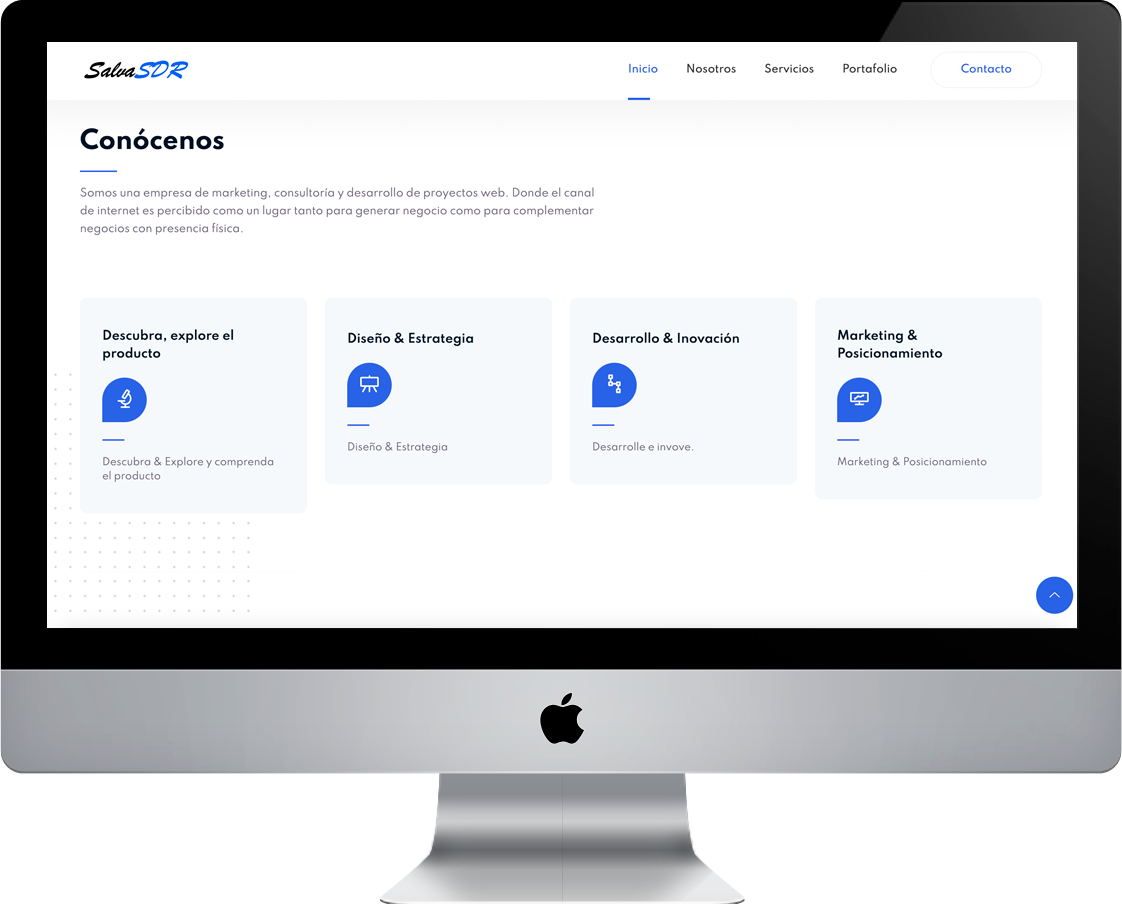 SalvaSDR
Inicio Nosotros Servicios Portafolio Contacto
Conócenos
Somos una empresa de marketing, consultoría y desarrollo de proyectos web. Donde el canal
de internet es percibido como un lugar tanto para generar negocio como para complementar
negocios con presencia física.
Descubra, explore el
producto
Descubra & Explore y comprenda
el producto
Diseño & Estrategia
Diseño & Estrategia
Desarrollo & Inovación
Desarrolle e invove.
Marketing &
Posicionamiento
Marketing & Posicionamiento